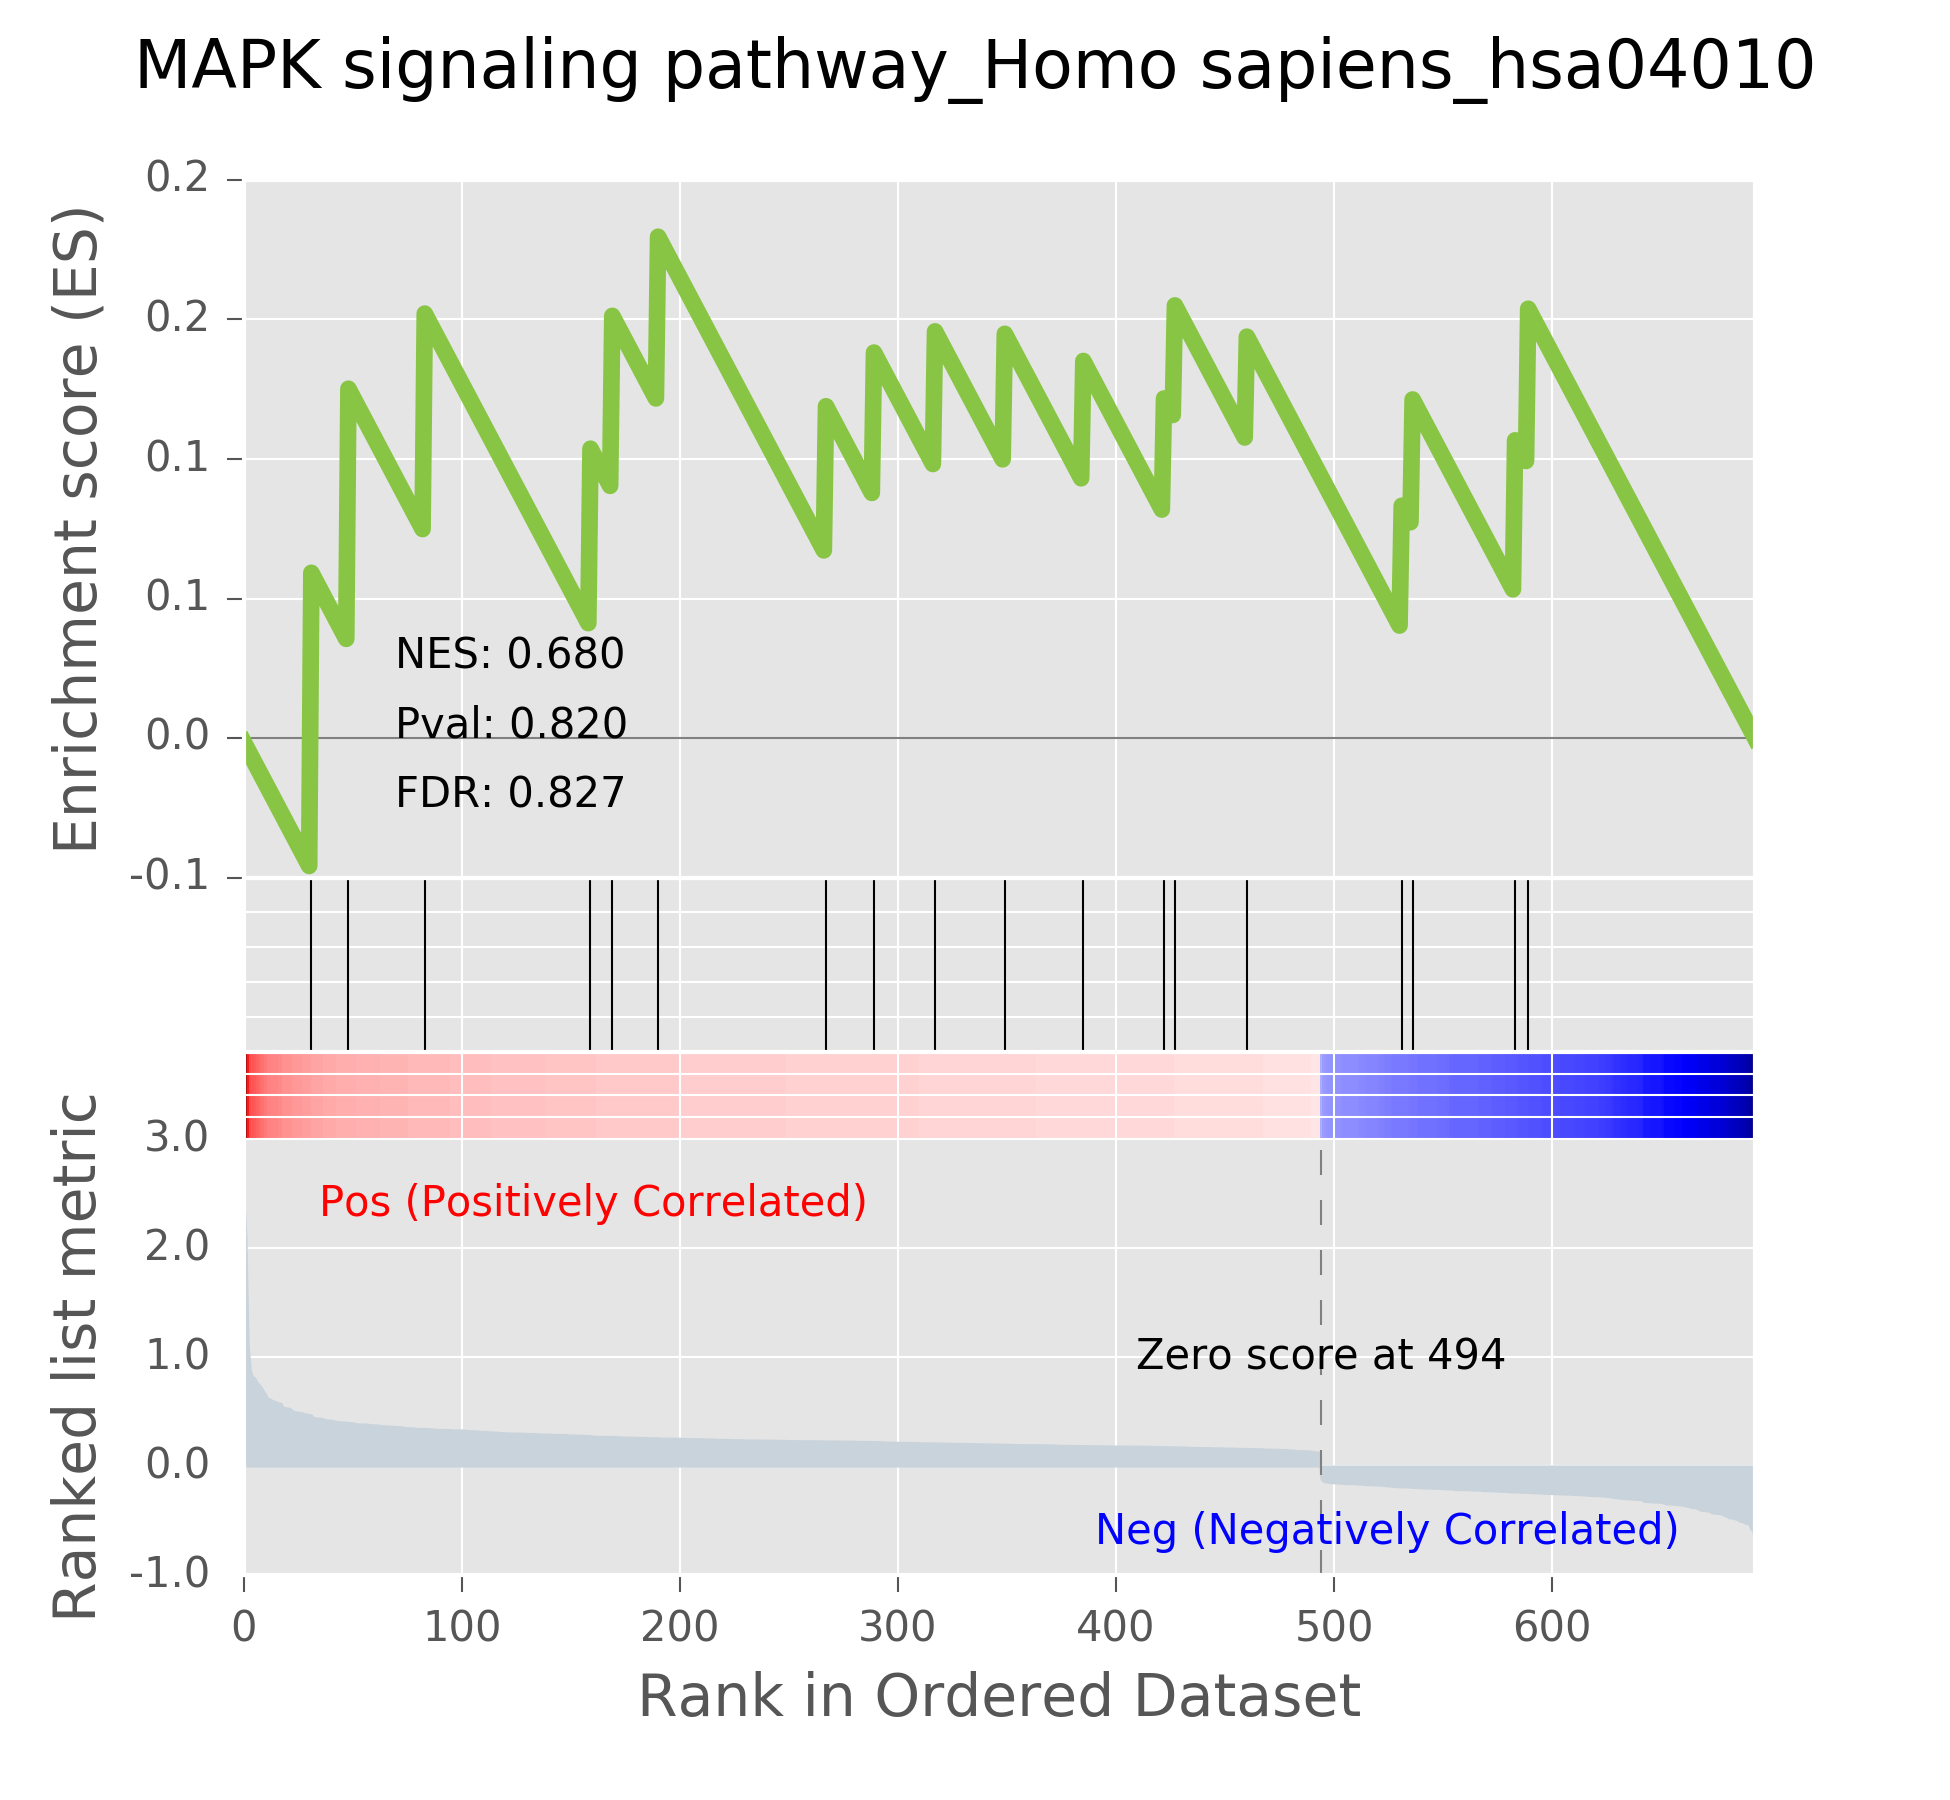 MAPK signaling pathway_Homo sapiens_hsa04010
Enrichment score (ES)
0.2
0.2
0.1
0.1
0.0
-0.1
NES: 0.680
Pval: 0.820
FDR: 0.827
Ranked list metric
3.0
2.0
1.0
0.0
-1.0
Pos (Positively Correlated)
Zero score at 494
Neg (Negatively Correlated)
0 100 200 300 400 500 600
Rank in Ordered Dataset